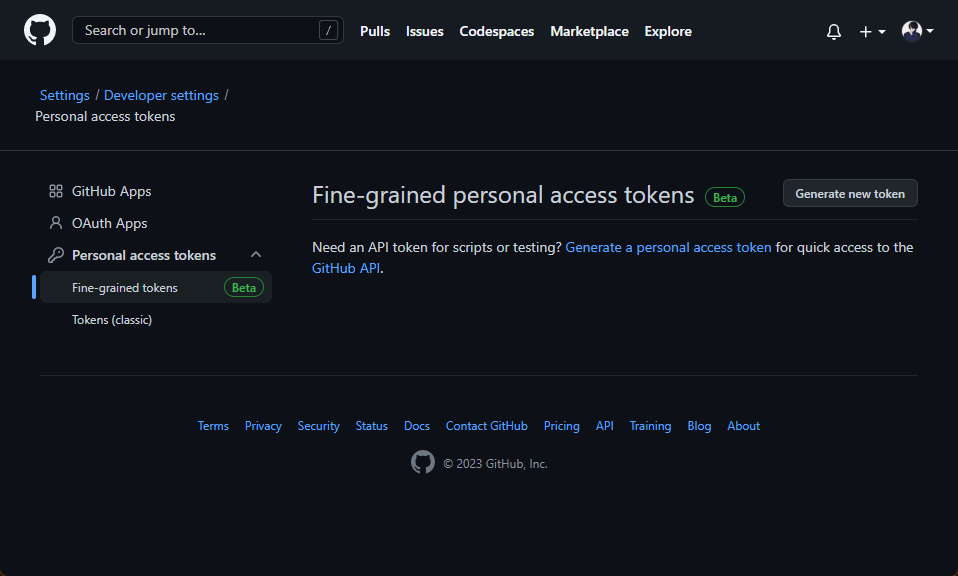 Search or jump to... /
Pulls Issues Codespaces Marketplace Explore
Settings / Developer settings /
Personal access tokens
GitHub Apps
OAuth Apps
Personal access tokens
Fine-grained tokens Beta
Tokens (classic)
Fine-grained personal access tokens Beta
Generate new token
Need an API token for scripts or testing? Generate a personal access token for quick access to the
GitHub API.
Terms Privacy Security Status Docs Contact GitHub Pricing API Training Blog About
© 2023 GitHub, Inc.